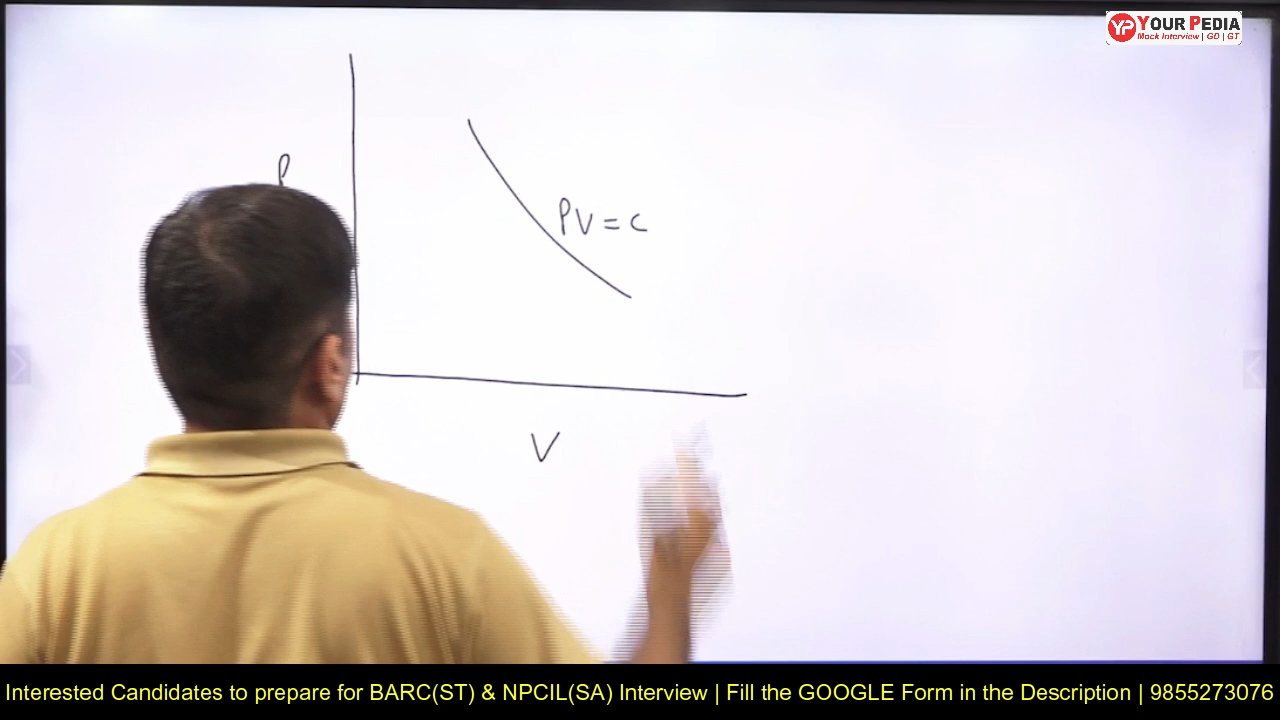 YP YOUR PEDIA
Mock Interview | GD | GT
P
PV = C
V
Interested Candidates to prepare for BARC(ST) & NPCIL(SA) Interview | Fill the GOOGLE Form in the Description | 9855273076